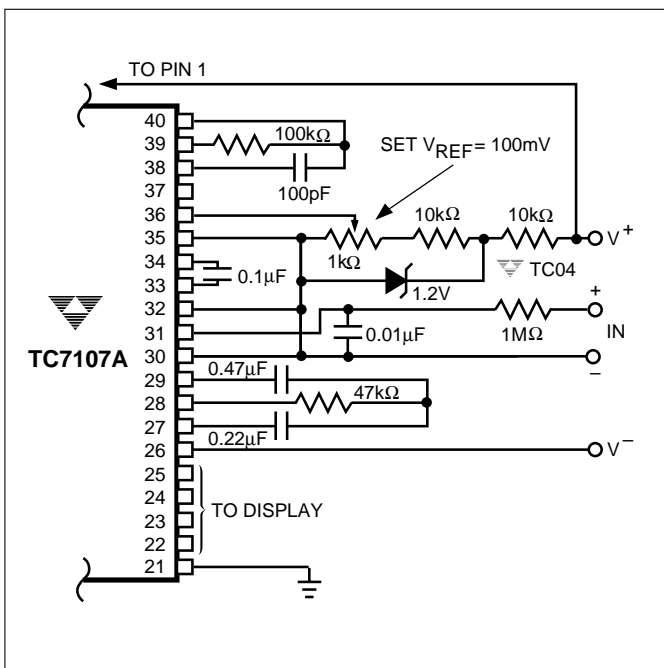 TO PIN 1
40
39
100kΩ
38
100pF
SET V_REF = 100mV
37
36
10kΩ
10kΩ
V+
35
1kΩ
TC04
34
0.1µF
33
1.2V
+
32
IN
31
0.01µF
1MΩ
TC7107A
30
–
29
0.47µF
28
47kΩ
27
0.22µF
26
V–
25
24
TO DISPLAY
23
22
21